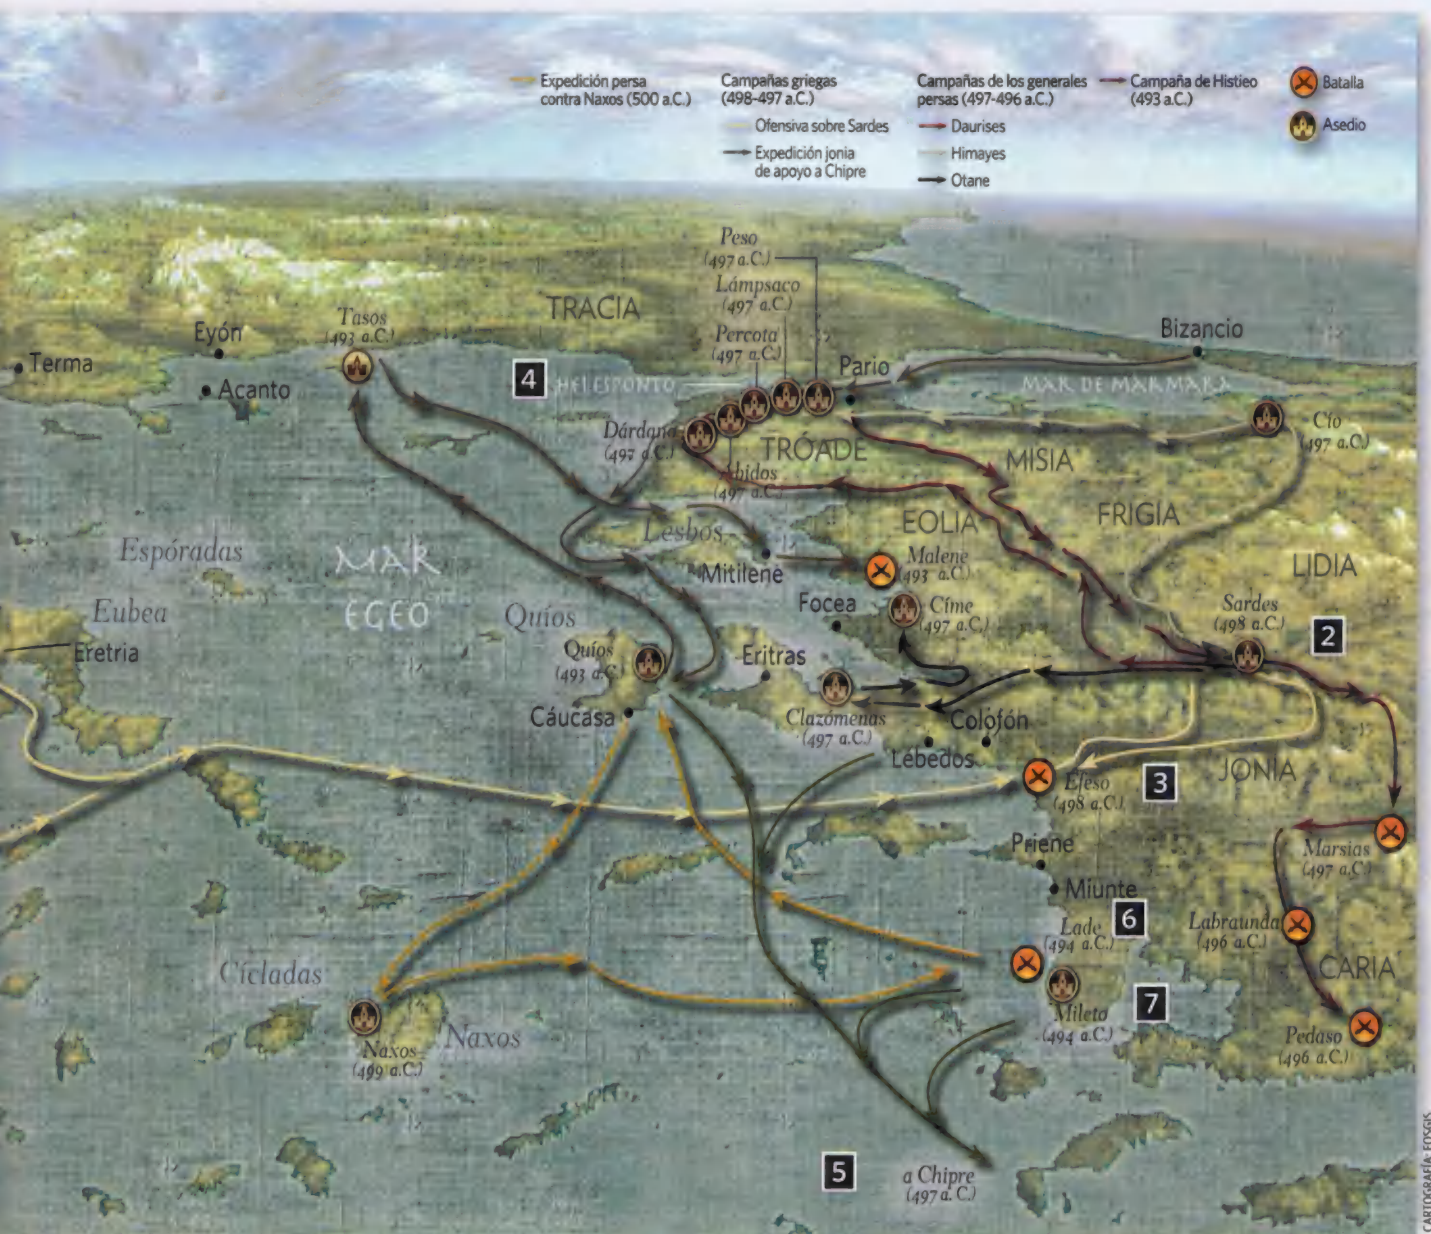 Expedición persa
contra Naxos (500 a.C.)
Campañas griegas
(498-497 a.C.)
Ofensiva sobre Sardes
Expedición jonia
de apoyo a Chipre
Campañas de los generales
persas (497-496 a.C.)
Daurises
Himayes
Otane
Campaña de Histieo
(493 a.C.)
Batalla
Asedio
Peso
(497 a.C.)
Lámpsaco
(497 a.C.)
Percota
(497 a.C.)
TRACIA
Tasos
(493 a.C.)
Eyón
Terma
Acanto
4
HELESPONTO
Pario
Bizancio
MAR DE MARMARA
Dárdano
(497 a.C.)
TRÓADE
Abidos
(497 a.C.)
MISIA
Cío
(497 a.C.)
FRIGIA
EOLIA
LIDIA
Lesbos
Mitilene
Malene
(493 a.C.)
Espóradas
MAR
EGEO
Eubea
Eretria
Quíos
Quíos
(493 a.C.)
Cáucasa
Focea
Címe
(497 a.C.)
Sardes
(498 a.C.)
2
Eritras
Clazómenas
(497 a.C.)
Colofón
Lébedos
Efeso
(498 a.C.)
3
JONIA
Priene
Miunte
6
Marsias
(497 a.C.)
Lade
(494 a.C.)
Labraunda
(496 a.C.)
CARIA
Mileto
(494 a.C.)
7
Pedaso
(496 a.C.)
Cícladas
Naxos
Naxos
(499 a.C.)
5
a Chipre
(497 a. C.)
CARTOGRAFÍA: EOSGIS